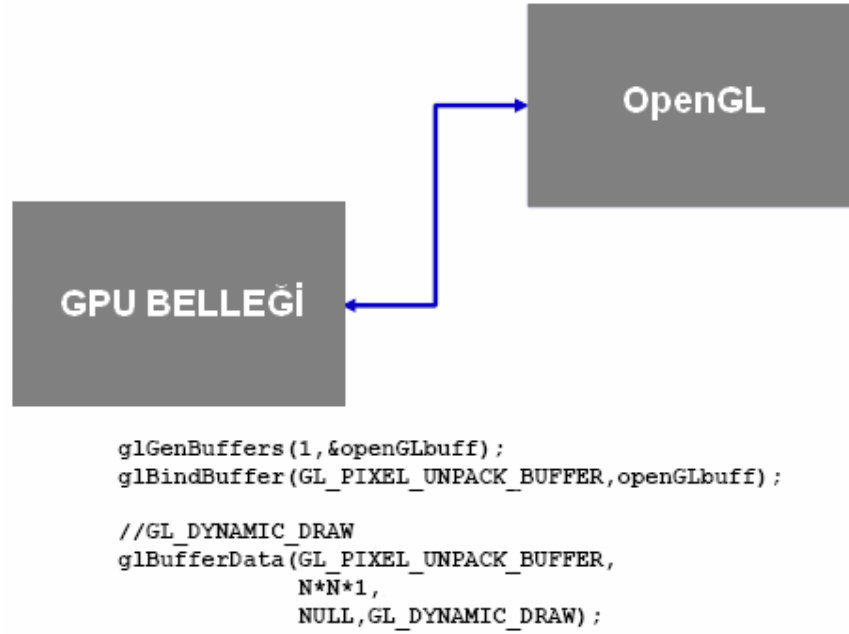 OpenGL
GPU BELLEĞİ
glGenBuffers(1,&openGLbuff);
glBindBuffer(GL_PIXEL_UNPACK_BUFFER,openGLbuff);
//GL_DYNAMIC_DRAW
glBufferData(GL_PIXEL_UNPACK_BUFFER,
N*N*1,
NULL,GL_DYNAMIC_DRAW);